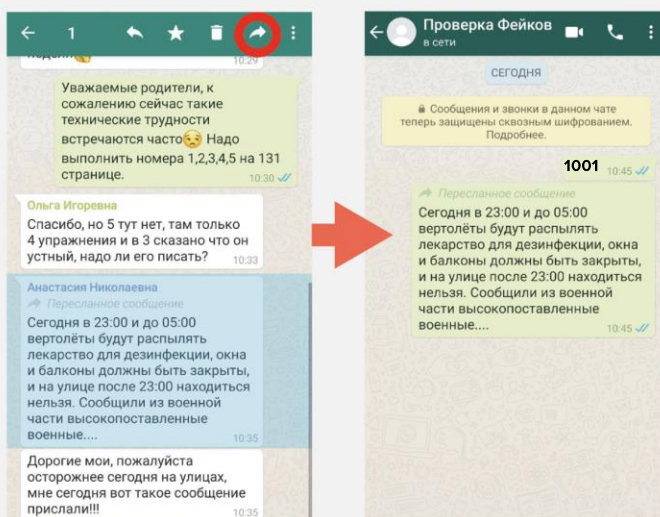 1
10:29
Уважаемые родители, к
сожалению сейчас такие
технические трудности
встречаются часто😒 Надо
выполнить номера 1,2,3,4,5 на 131
странице.
10:30
Ольга Игоревна
Спасибо, но 5 тут нет, там только
4 упражнения и в 3 сказано что он
устный, надо ли его писать?
10:33
Анастасия Николаевна
Пересланное сообщение
Сегодня в 23:00 и до 05:00
вертолёты будут распылять
лекарство для дезинфекции, окна
и балконы должны быть закрыты,
и на улице после 23:00 находиться
нельзя. Сообщили из военной
части высокопоставленные
военные....
10:35
Дорогие мои, пожалуйста
осторожнее сегодня на улицах,
мне сегодня вот такое сообщение
прислали!!!
10:35
Проверка Фейков
в сети
СЕГОДНЯ
Сообщения и звонки в данном чате
теперь защищены сквозным шифрованием.
Подробнее.
1001 10:45
Пересланное сообщение
Сегодня в 23:00 и до 05:00
вертолёты будут распылять
лекарство для дезинфекции, окна
и балконы должны быть закрыты,
и на улице после 23:00 находиться
нельзя. Сообщили из военной
части высокопоставленные
военные....
10:45